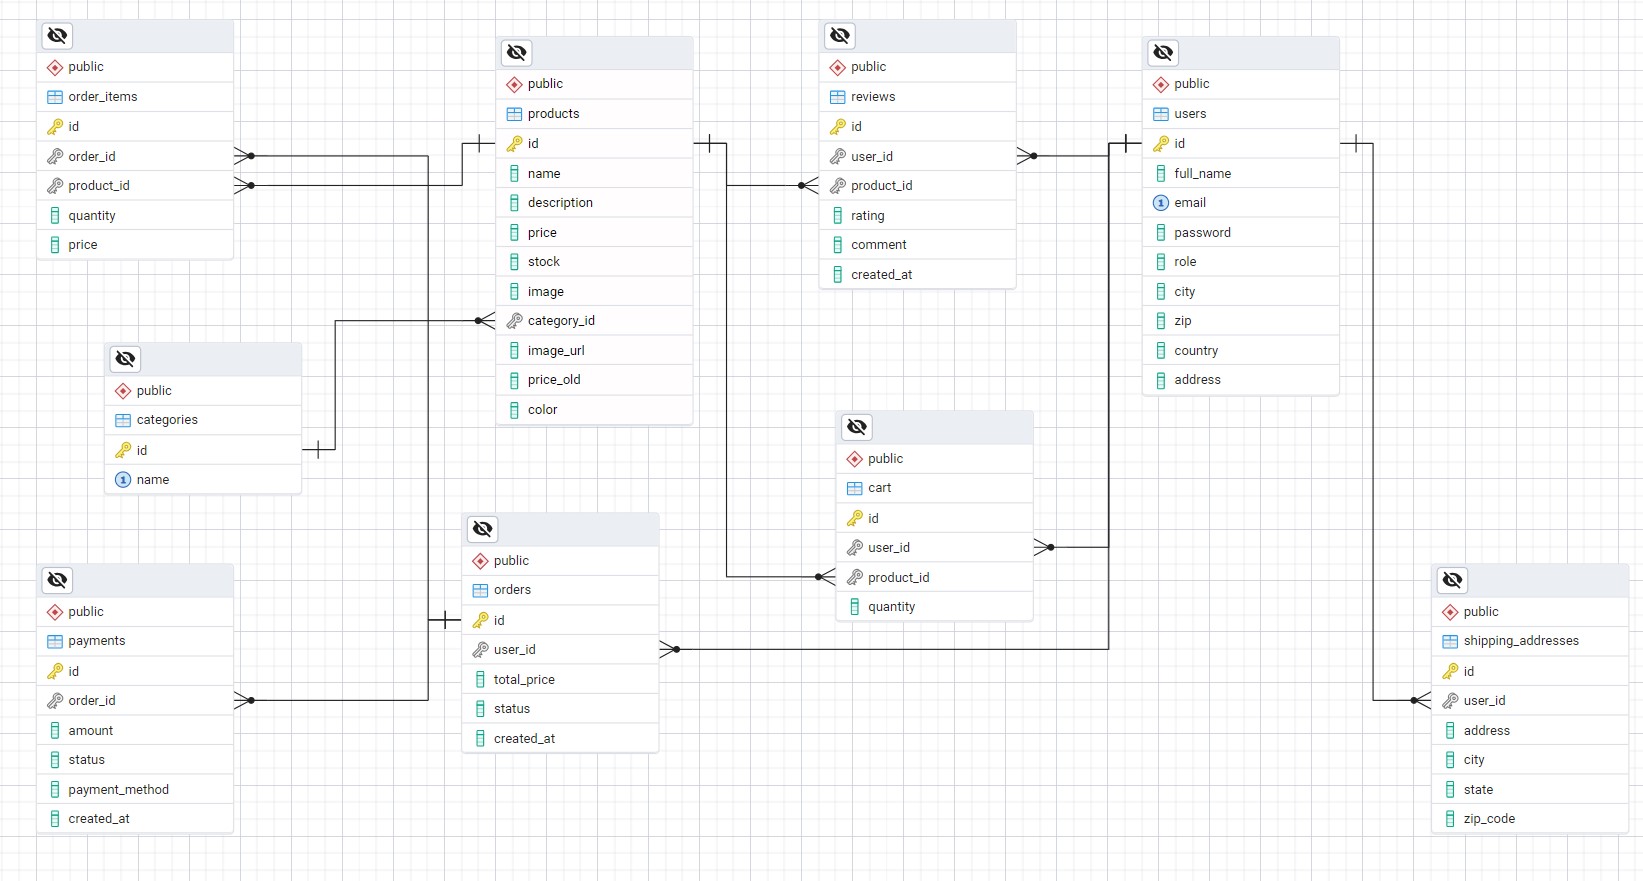 public
order_items
id
order_id
product_id
quantity
price
public
products
id
name
description
price
stock
image
category_id
image_url
price_old
color
public
reviews
id
user_id
product_id
rating
comment
created_at
public
users
id
full_name
1 email
password
role
city
zip
country
address
public
categories
id
1 name
public
cart
id
user_id
product_id
quantity
public
orders
id
user_id
total_price
status
created_at
public
payments
id
order_id
amount
status
payment_method
created_at
public
shipping_addresses
id
user_id
address
city
state
zip_code